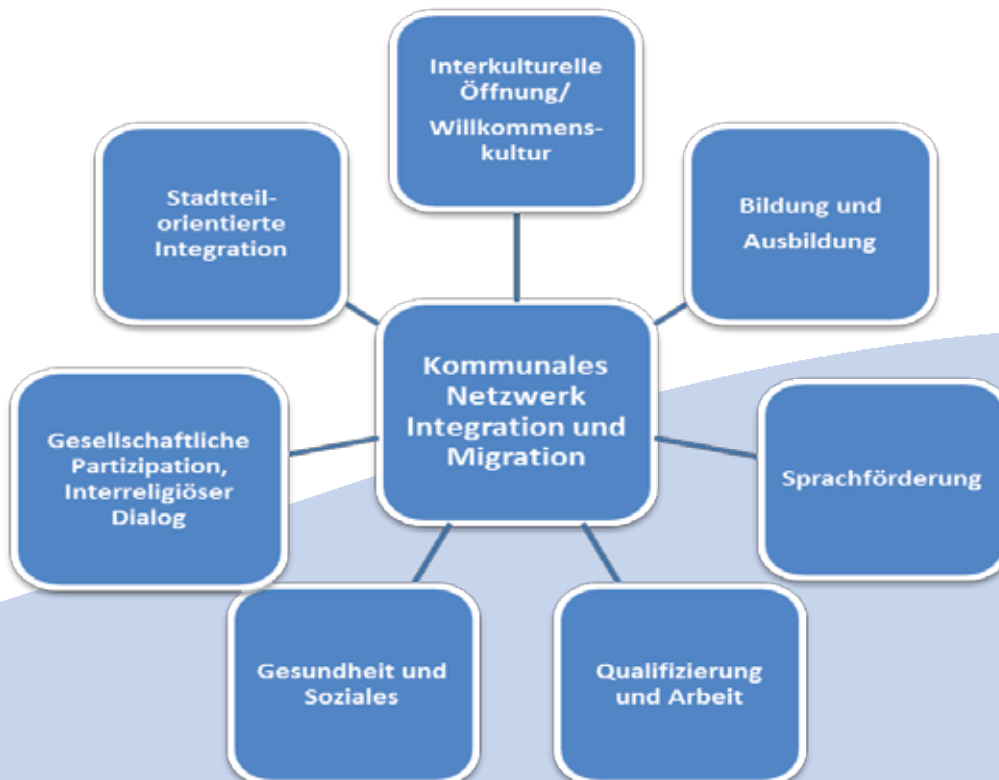 Interkulturelle
Öffnung/
Willkommens-
kultur
Stadtteil-
orientierte
Integration
Bildung und
Ausbildung
Kommunales
Netzwerk
Integration und
Migration
Gesellschaftliche
Partizipation,
Interreligiöser
Dialog
Sprachförderung
Gesundheit und
Soziales
Qualifizierung
und Arbeit